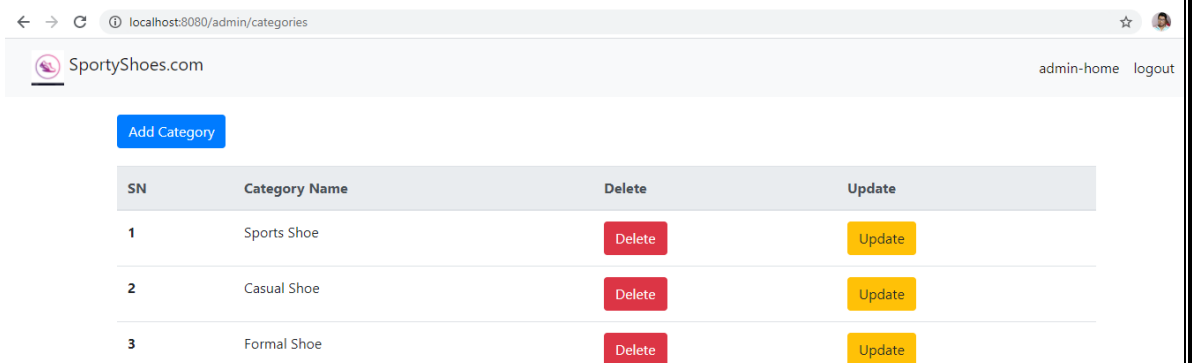 localhost:8080/admin/categories
SportyShoes.com
admin-home logout
Add Category
SN Category Name Delete Update
1 Sports Shoe Delete Update
2 Casual Shoe Delete Update
3 Formal Shoe Delete Update